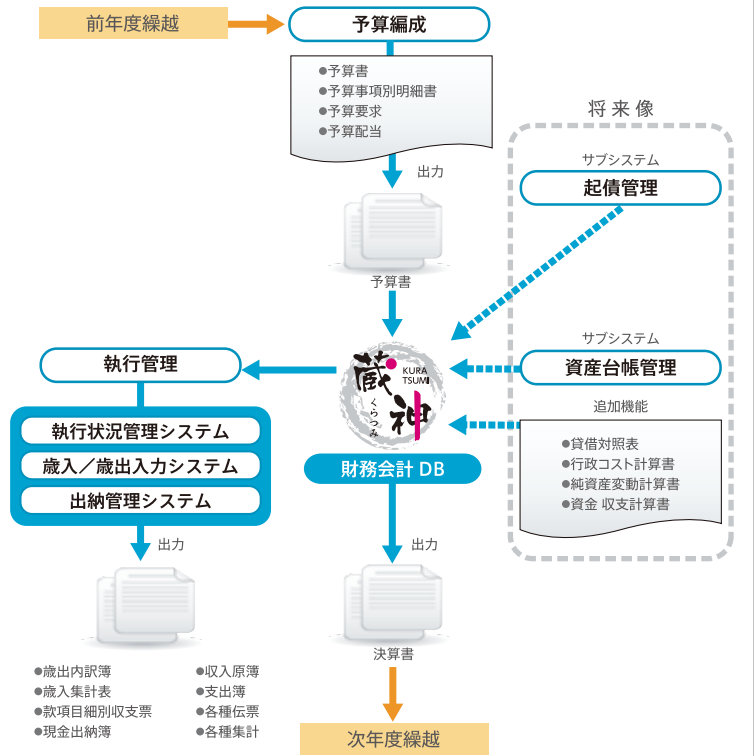 前年度繰越
予算編成
●予算書
●予算事項別明細書
●予算要求
●予算配当
出力
予算書
将来像
サブシステム
起債管理
サブシステム
資産台帳管理
追加機能
●貸借対照表
●行政コスト計算書
●純資産変動計算書
●資金 収支計算書
蔵神
KURA
TSUMI
くらつみ
財務会計 DB
執行管理
執行状況管理システム
歳入／歳出入力システム
出納管理システム
出力
●歳出内訳簿
●歳入集計表
●款項目細別収支票
●現金出納簿
●収入原簿
●支出簿
●各種伝票
●各種集計
出力
決算書
次年度繰越